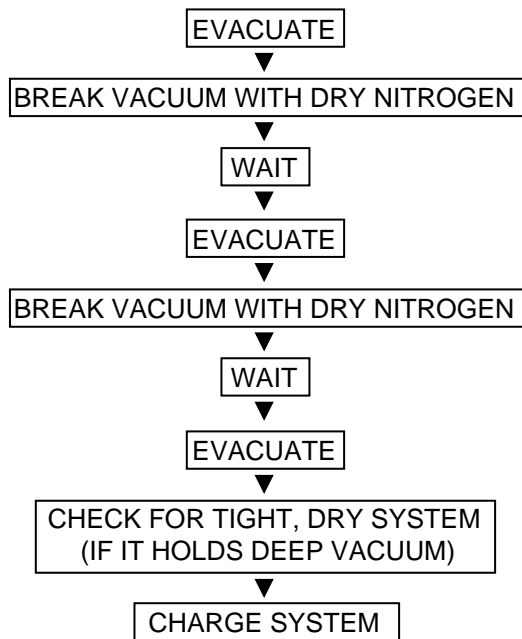 EVACUATE
BREAK VACUUM WITH DRY NITROGEN
WAIT
EVACUATE
BREAK VACUUM WITH DRY NITROGEN
WAIT
EVACUATE
CHECK FOR TIGHT, DRY SYSTEM
(IF IT HOLDS DEEP VACUUM)
CHARGE SYSTEM